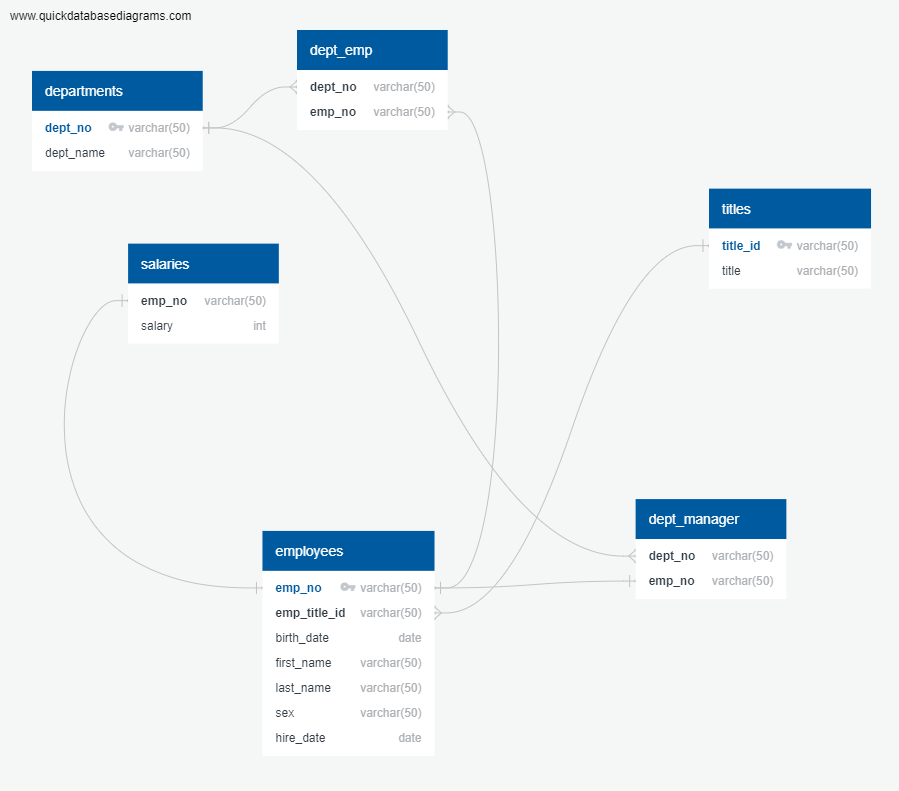 www.quickdatabasediagrams.com
dept_emp
dept_no varchar(50)
emp_no varchar(50)
departments
dept_no varchar(50)
dept_name varchar(50)
titles
title_id varchar(50)
title varchar(50)
salaries
emp_no varchar(50)
salary int
dept_manager
dept_no varchar(50)
emp_no varchar(50)
employees
emp_no varchar(50)
emp_title_id varchar(50)
birth_date date
first_name varchar(50)
last_name varchar(50)
sex varchar(50)
hire_date date